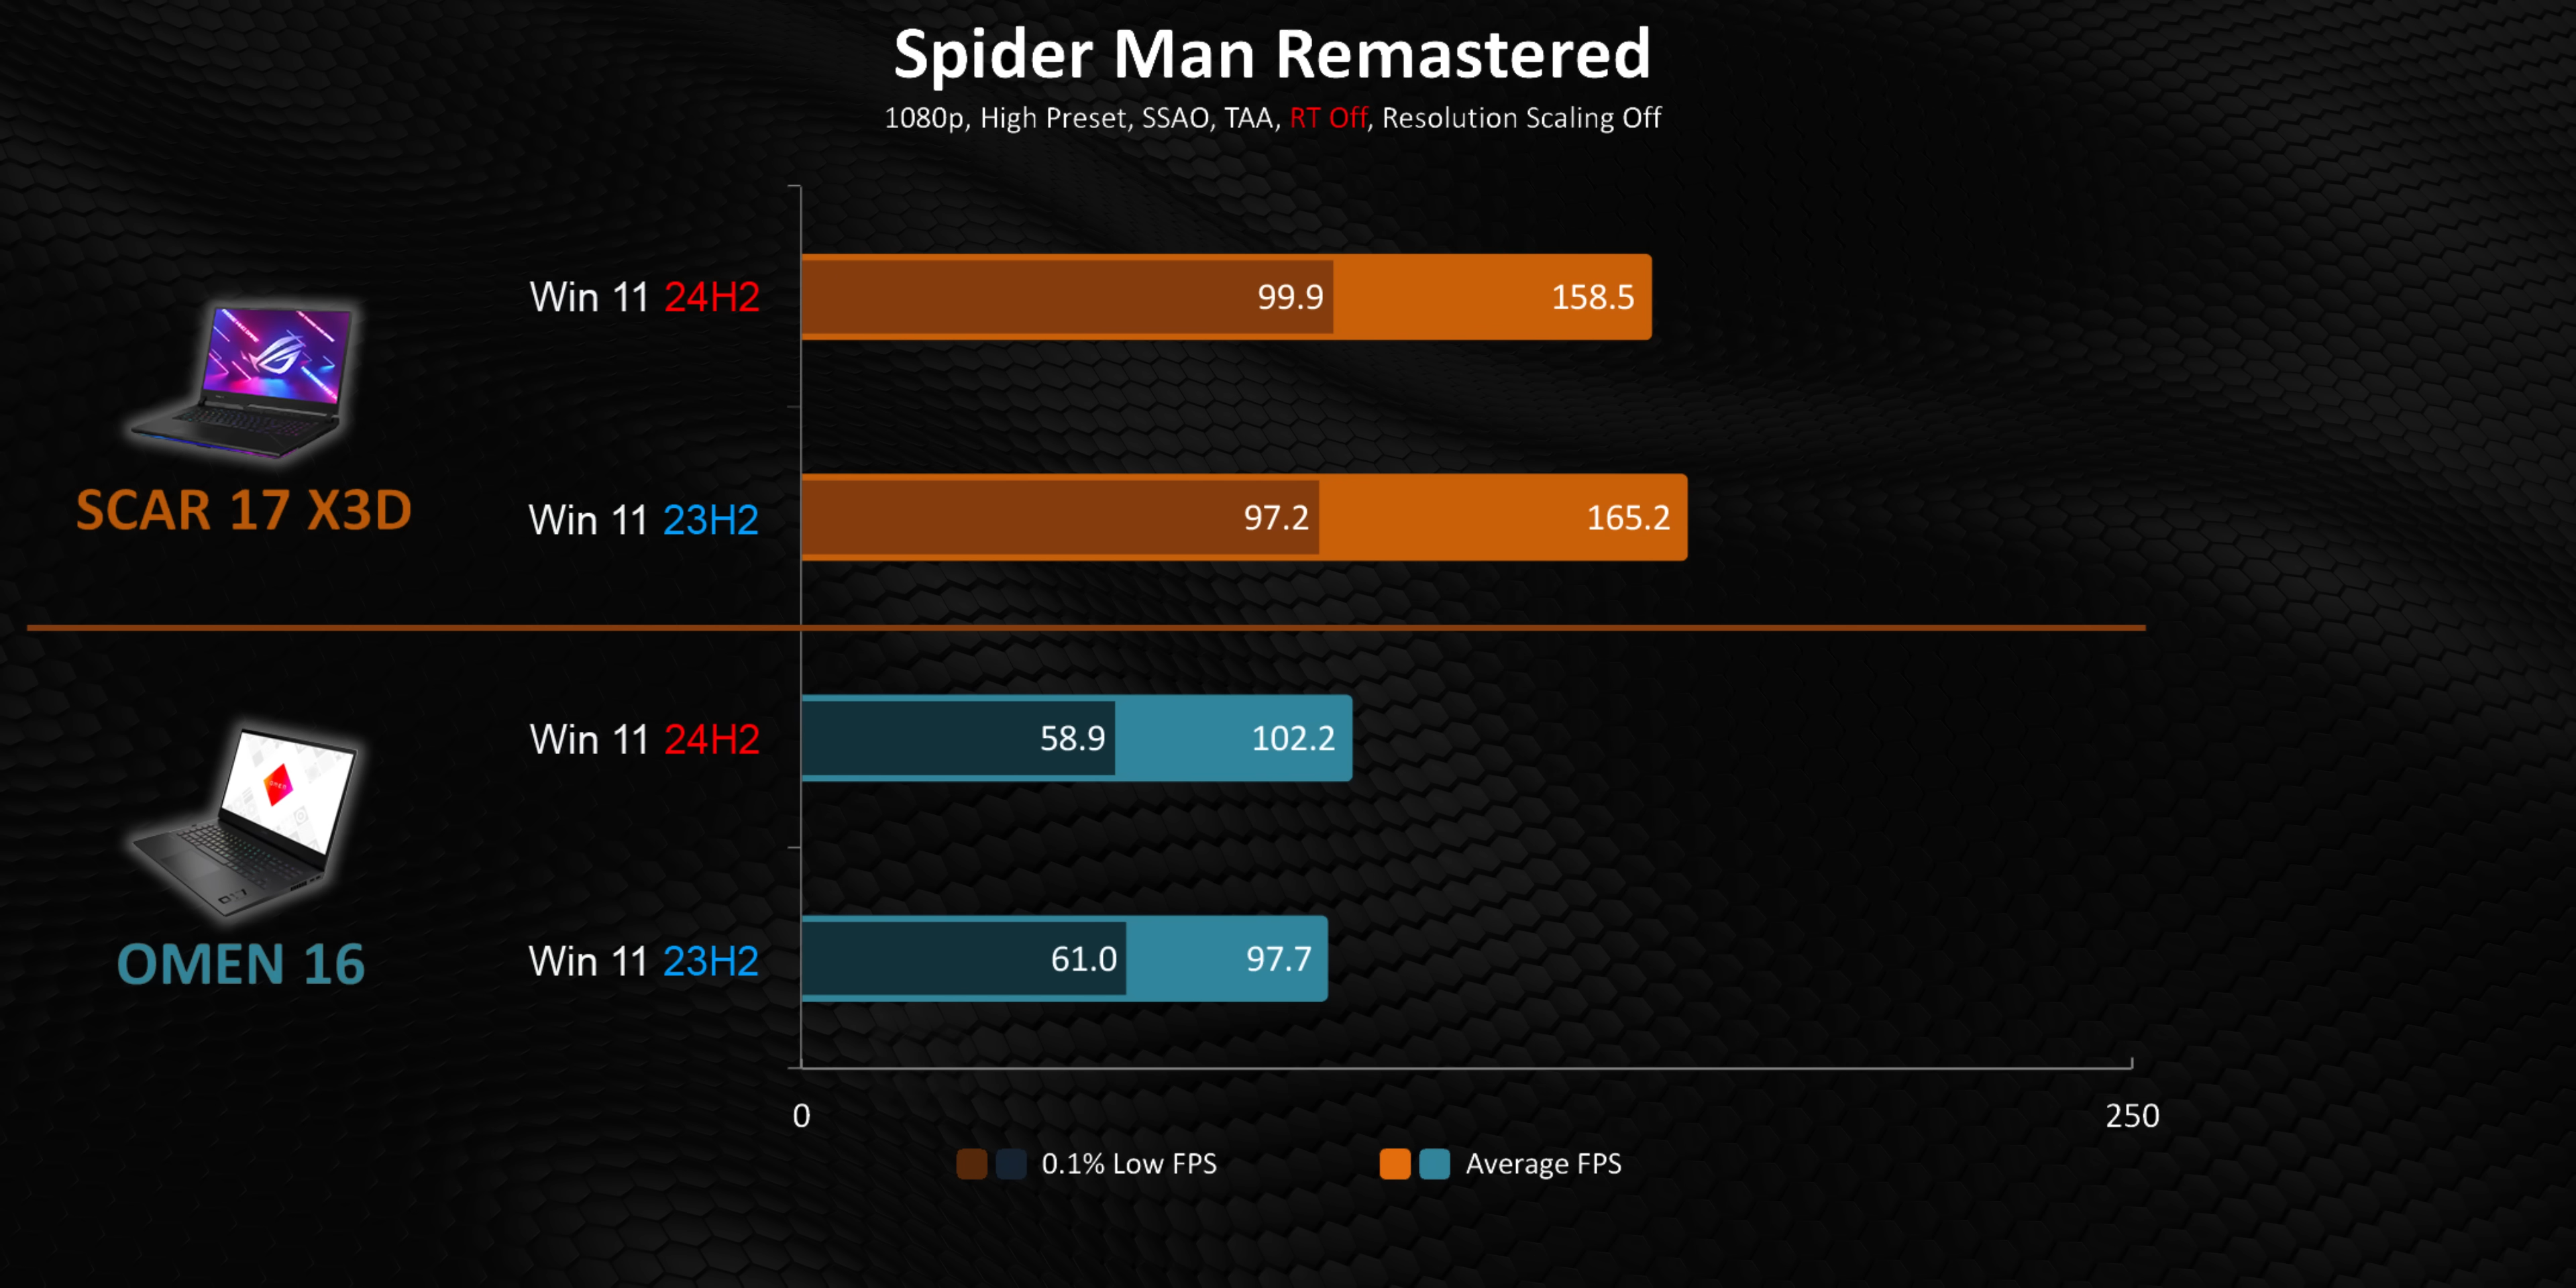 Spider Man Remastered
1080p, High Preset, SSAO, TAA, RT Off, Resolution Scaling Off
Win 11 24H2
99.9
158.5
SCAR 17 X3D
Win 11 23H2
97.2
165.2
Win 11 24H2
58.9
102.2
OMEN 16
Win 11 23H2
61.0
97.7
0
250
0.1% Low FPS
Average FPS